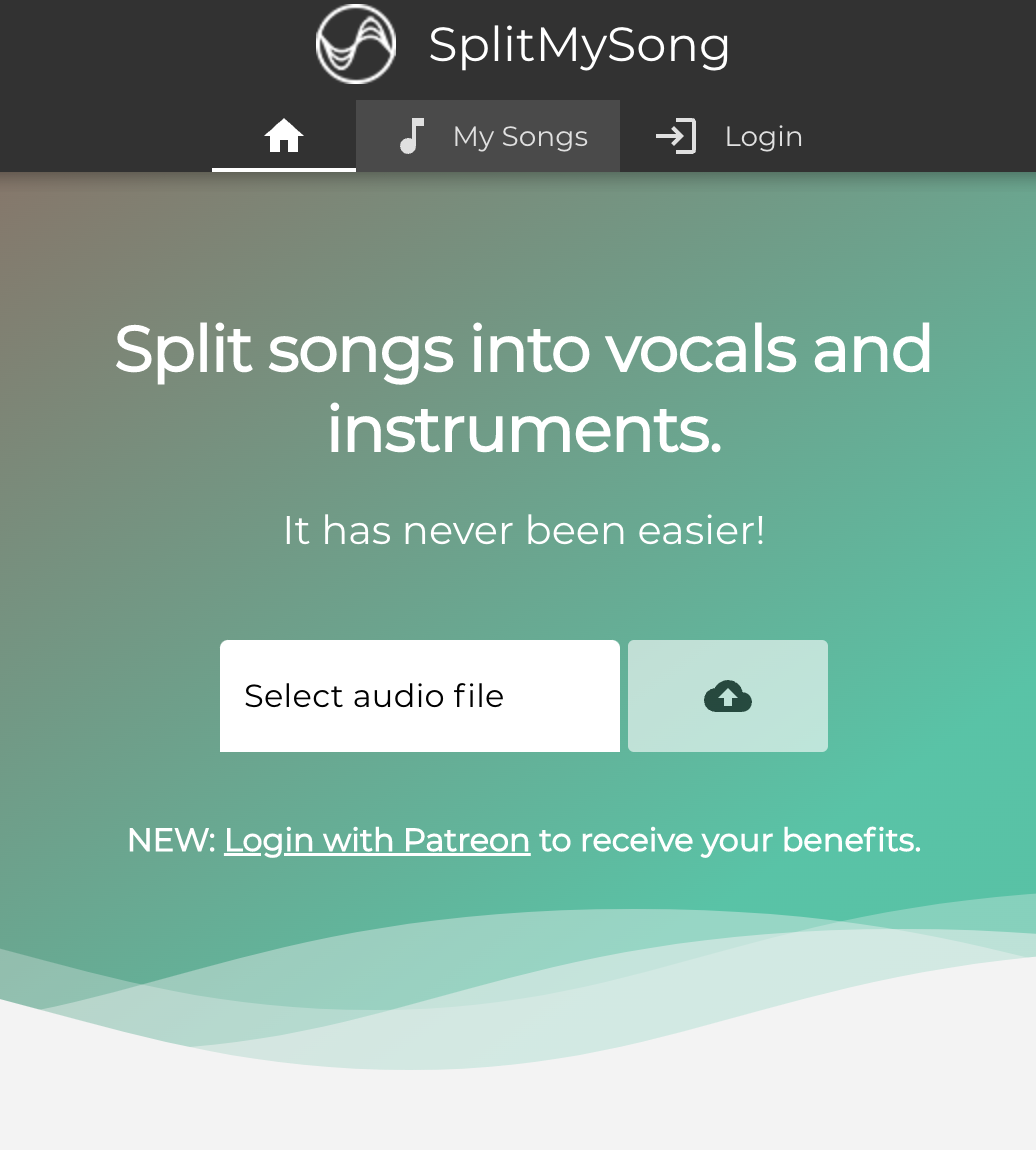 SplitMySong
My Songs
Login
Split songs into vocals and
instruments.
It has never been easier!
Select audio file
NEW: Login with Patreon to receive your benefits.